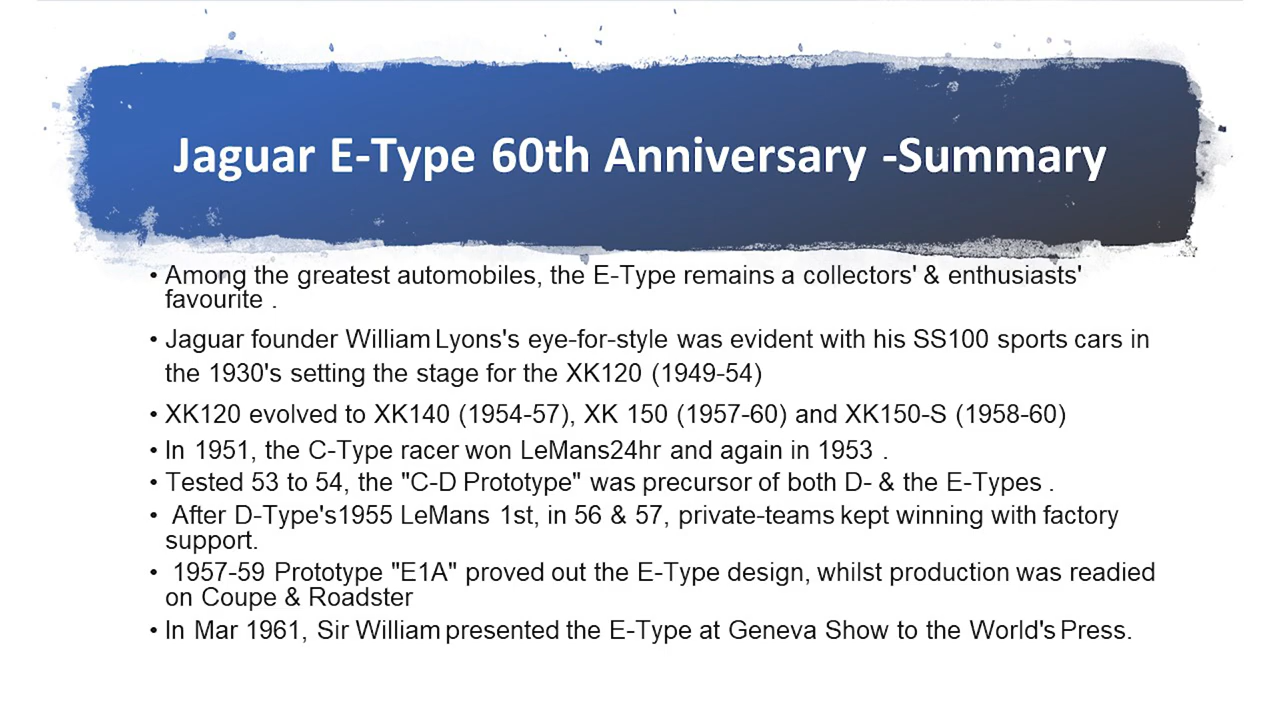 Jaguar E-Type 60th Anniversary -Summary
• Among the greatest automobiles, the E-Type remains a collectors' & enthusiasts'
favourite .
• Jaguar founder William Lyons's eye-for-style was evident with his SS100 sports cars in
the 1930's setting the stage for the XK120 (1949-54)
• XK120 evolved to XK140 (1954-57), XK 150 (1957-60) and XK150-S (1958-60)
• In 1951, the C-Type racer won LeMans24hr and again in 1953 .
• Tested 53 to 54, the "C-D Prototype" was precursor of both D- & the E-Types .
• After D-Type's1955 LeMans 1st, in 56 & 57, private-teams kept winning with factory
support.
• 1957-59 Prototype "E1A" proved out the E-Type design, whilst production was readied
on Coupe & Roadster
• In Mar 1961, Sir William presented the E-Type at Geneva Show to the World's Press.